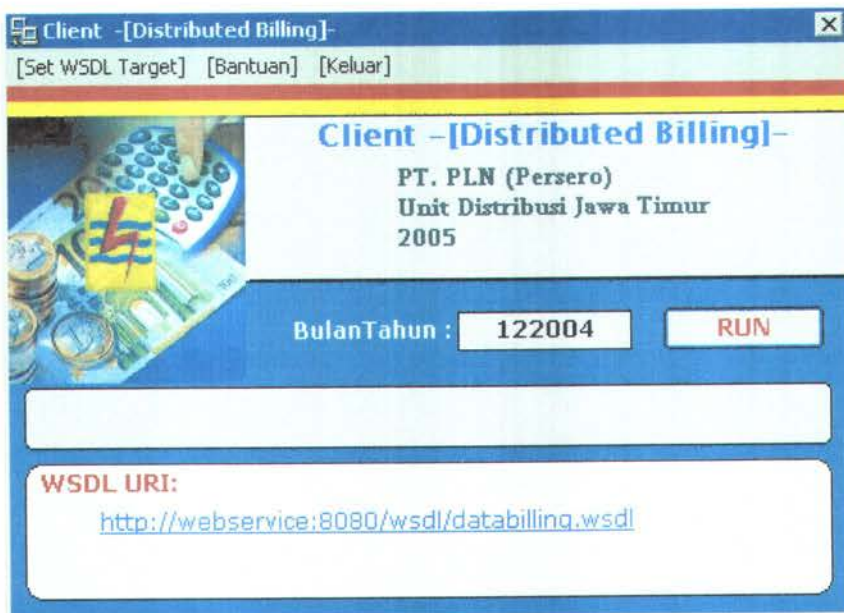 Client -[Distributed Billing]-
[Set WSDL Target] [Bantuan] [Keluar]
Client -[Distributed Billing]-
PT. PLN (Persero)
Unit Distribusi Jawa Timur
2005
BulanTahun : 122004 RUN
WSDL URI:
http://webservice:8080/wsdl/databilling.wsdl